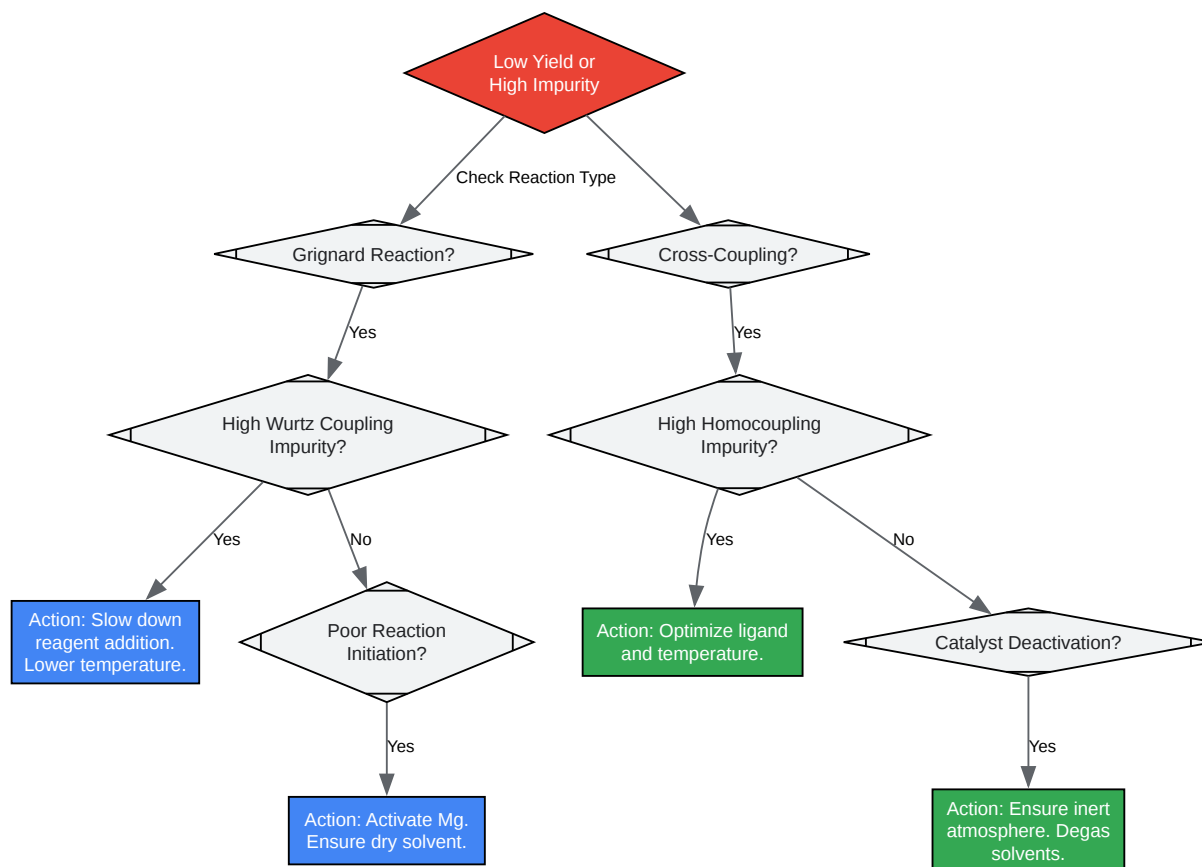 Low Yield or
High Impurity
Check Reaction Type
Grignard Reaction?
Cross-Coupling?
Yes
Yes
High Wurtz Coupling
Impurity?
High Homocoupling
Impurity?
Yes
No
Yes
No
Action: Slow down
reagent addition.
Lower temperature.
Poor Reaction
Initiation?
Action: Optimize ligand
and temperature.
Catalyst Deactivation?
Yes
Yes
Action: Activate Mg.
Ensure dry solvent.
Action: Ensure inert
atmosphere. Degas
solvents.